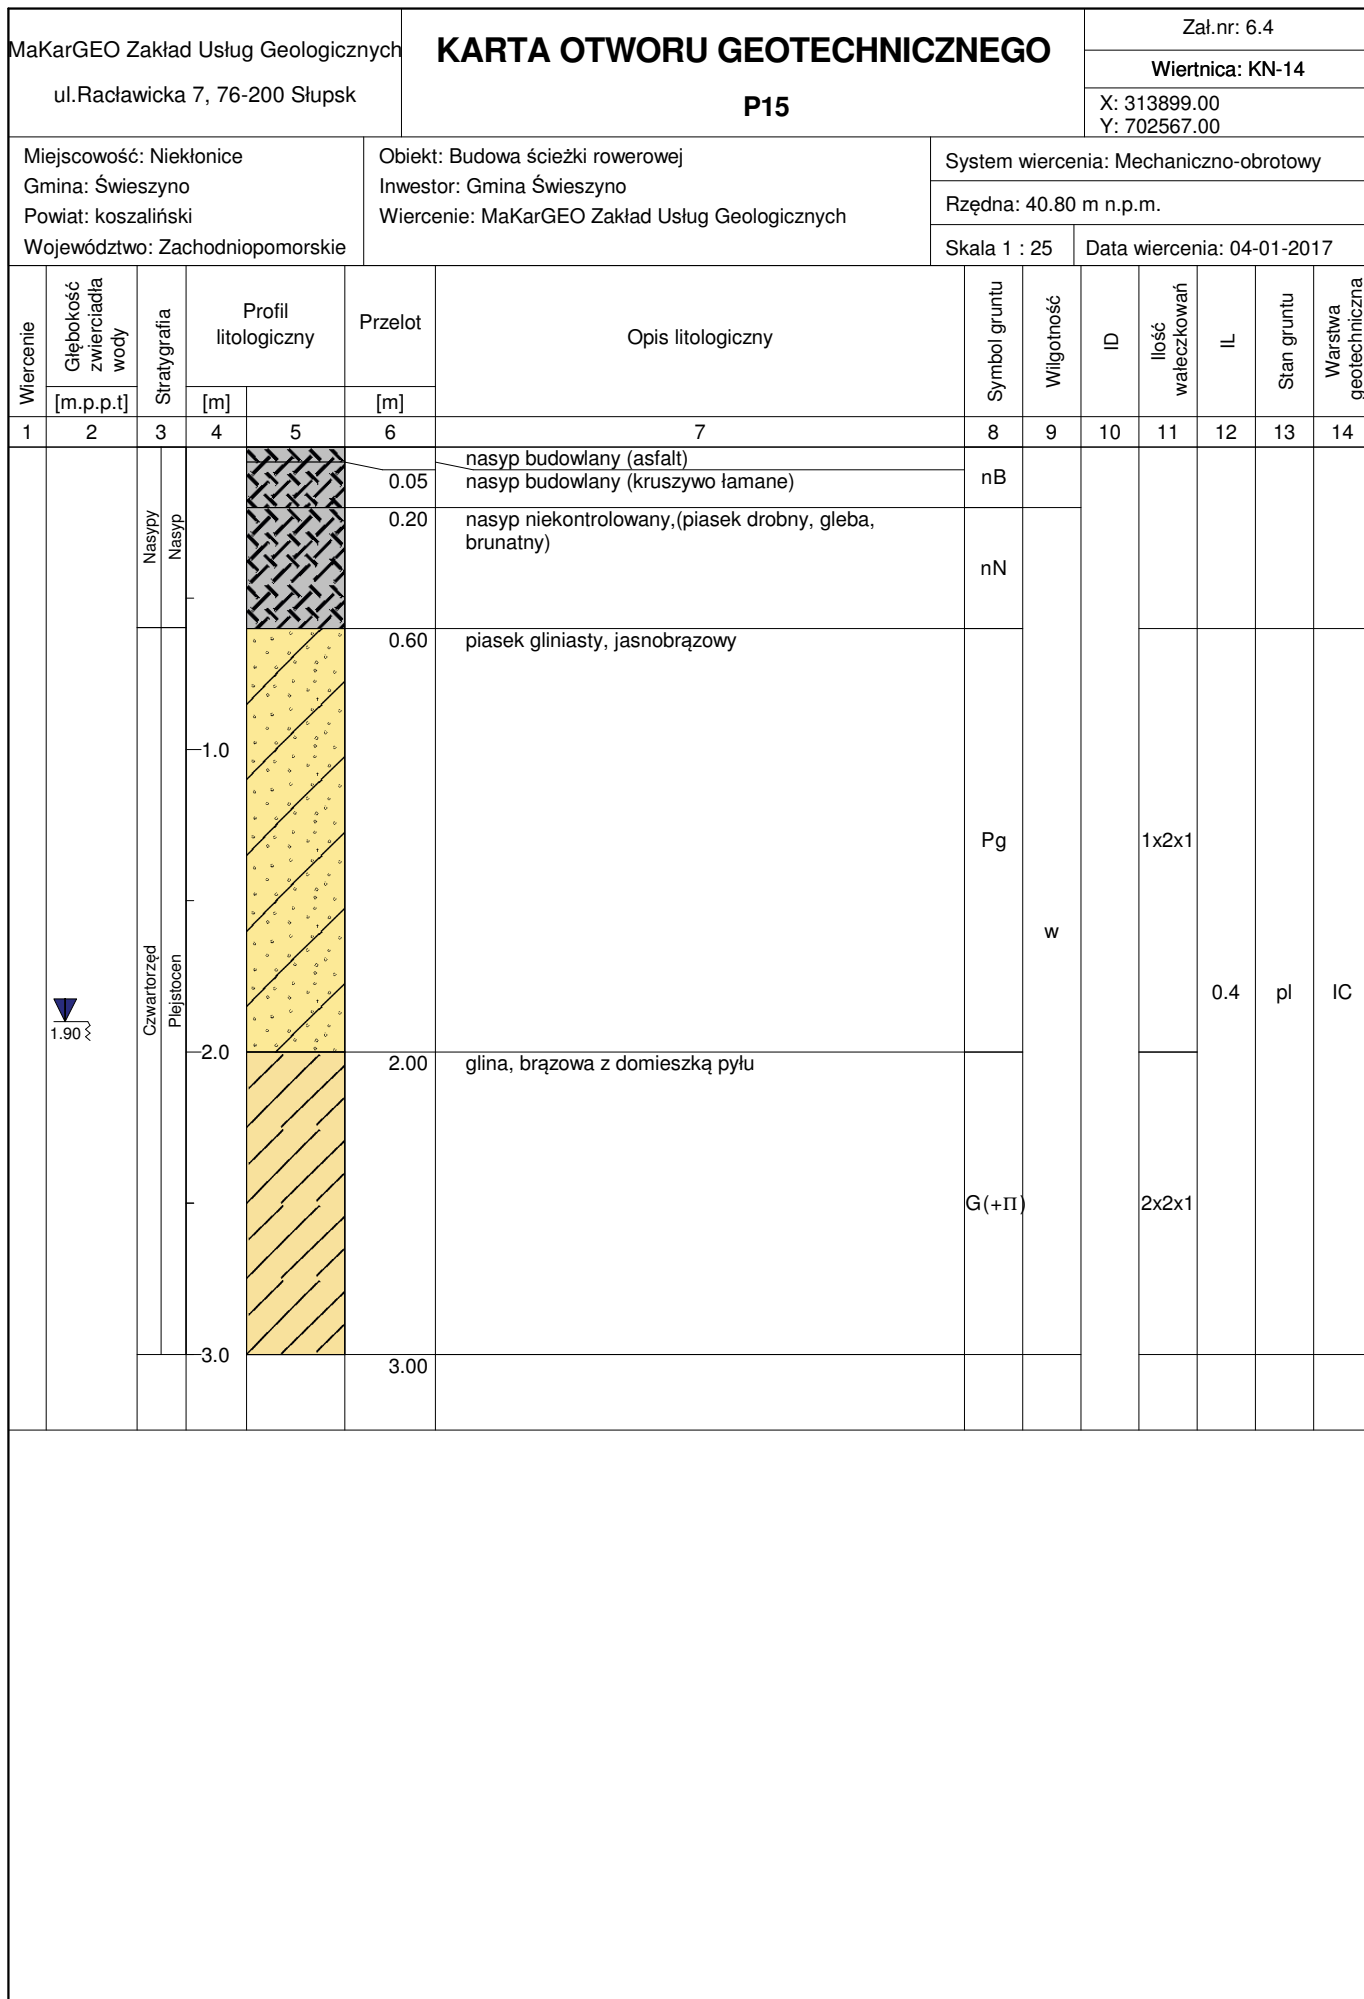 MaKarGEO Zakład Usług Geologicznych
ul.Racławicka 7, 76-200 Słupsk
KARTA OTWORU GEOTECHNICZNEGO
P15
Zał.nr: 6.4
Wiertnica: KN-14
X: 313899.00
Y: 702567.00
Miejscowość: Niekłonice
Gmina: Świeszyno
Powiat: koszaliński
Województwo: Zachodniopomorskie
Obiekt: Budowa ścieżki rowerowej
Inwestor: Gmina Świeszyno
Wiercenie: MaKarGEO Zakład Usług Geologicznych
System wiercenia: Mechaniczno-obrotowy
Rzędna: 40.80 m n.p.m.
Skala 1 : 25
Data wiercenia: 04-01-2017
Wiercenie
Głębokość
zwierciadła
wody
[m.p.p.t]
Stratygrafia
Profil
litologiczny
[m]
Przelot
[m]
Opis litologiczny
Symbol gruntu
Wilgotność
ID
Ilość
wałeczkowań
IL
Stan gruntu
Warstwa
geotechniczna
1 2 3 4 5 6 7 8 9 10 11 12 13 14
nasyp budowlany (asfalt)
0.05 nasyp budowlany (kruszywo łamane)
nB
0.20 nasyp niekontrolowany,(piasek drobny, gleba,
brunatny)
Nasypy
Nasyp
nN
0.60 piasek gliniasty, jasnobrązowy
1.0
Pg
1x2x1
w
Czwartorzęd
Plejstocen
0.4 pl IC
1.90
2.0
2.00 glina, brązowa z domieszką pyłu
G(+Π)
2x2x1
3.0
3.00